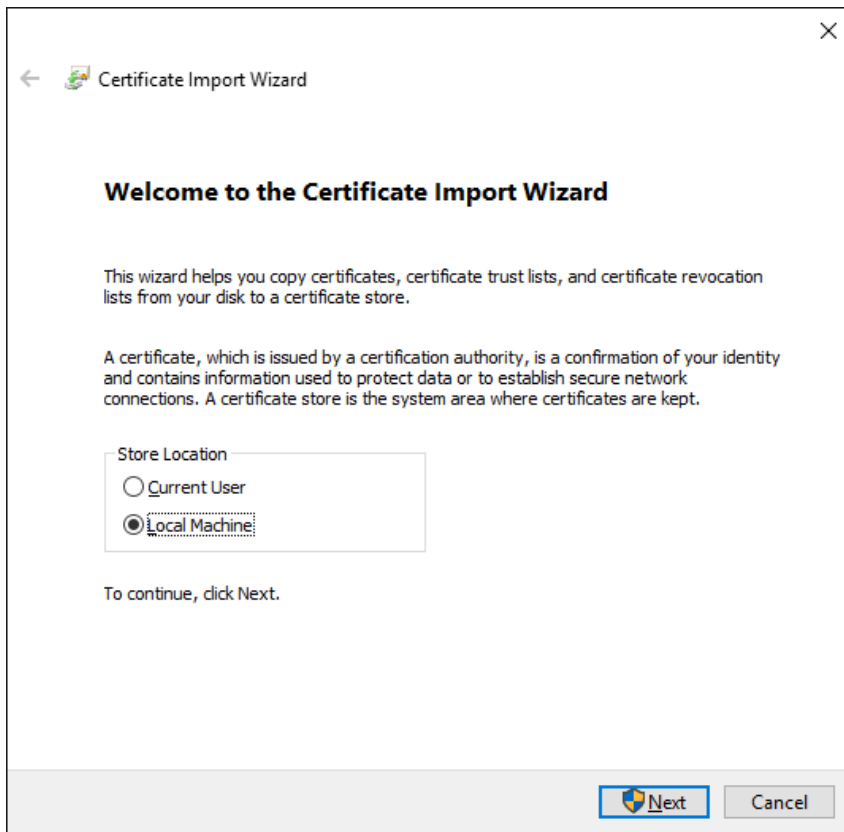 Certificate Import Wizard
Welcome to the Certificate Import Wizard
This wizard helps you copy certificates, certificate trust lists, and certificate revocation
lists from your disk to a certificate store.
A certificate, which is issued by a certification authority, is a confirmation of your identity
and contains information used to protect data or to establish secure network
connections. A certificate store is the system area where certificates are kept.
Store Location
Current User
Local Machine
To continue, click Next.
Next
Cancel